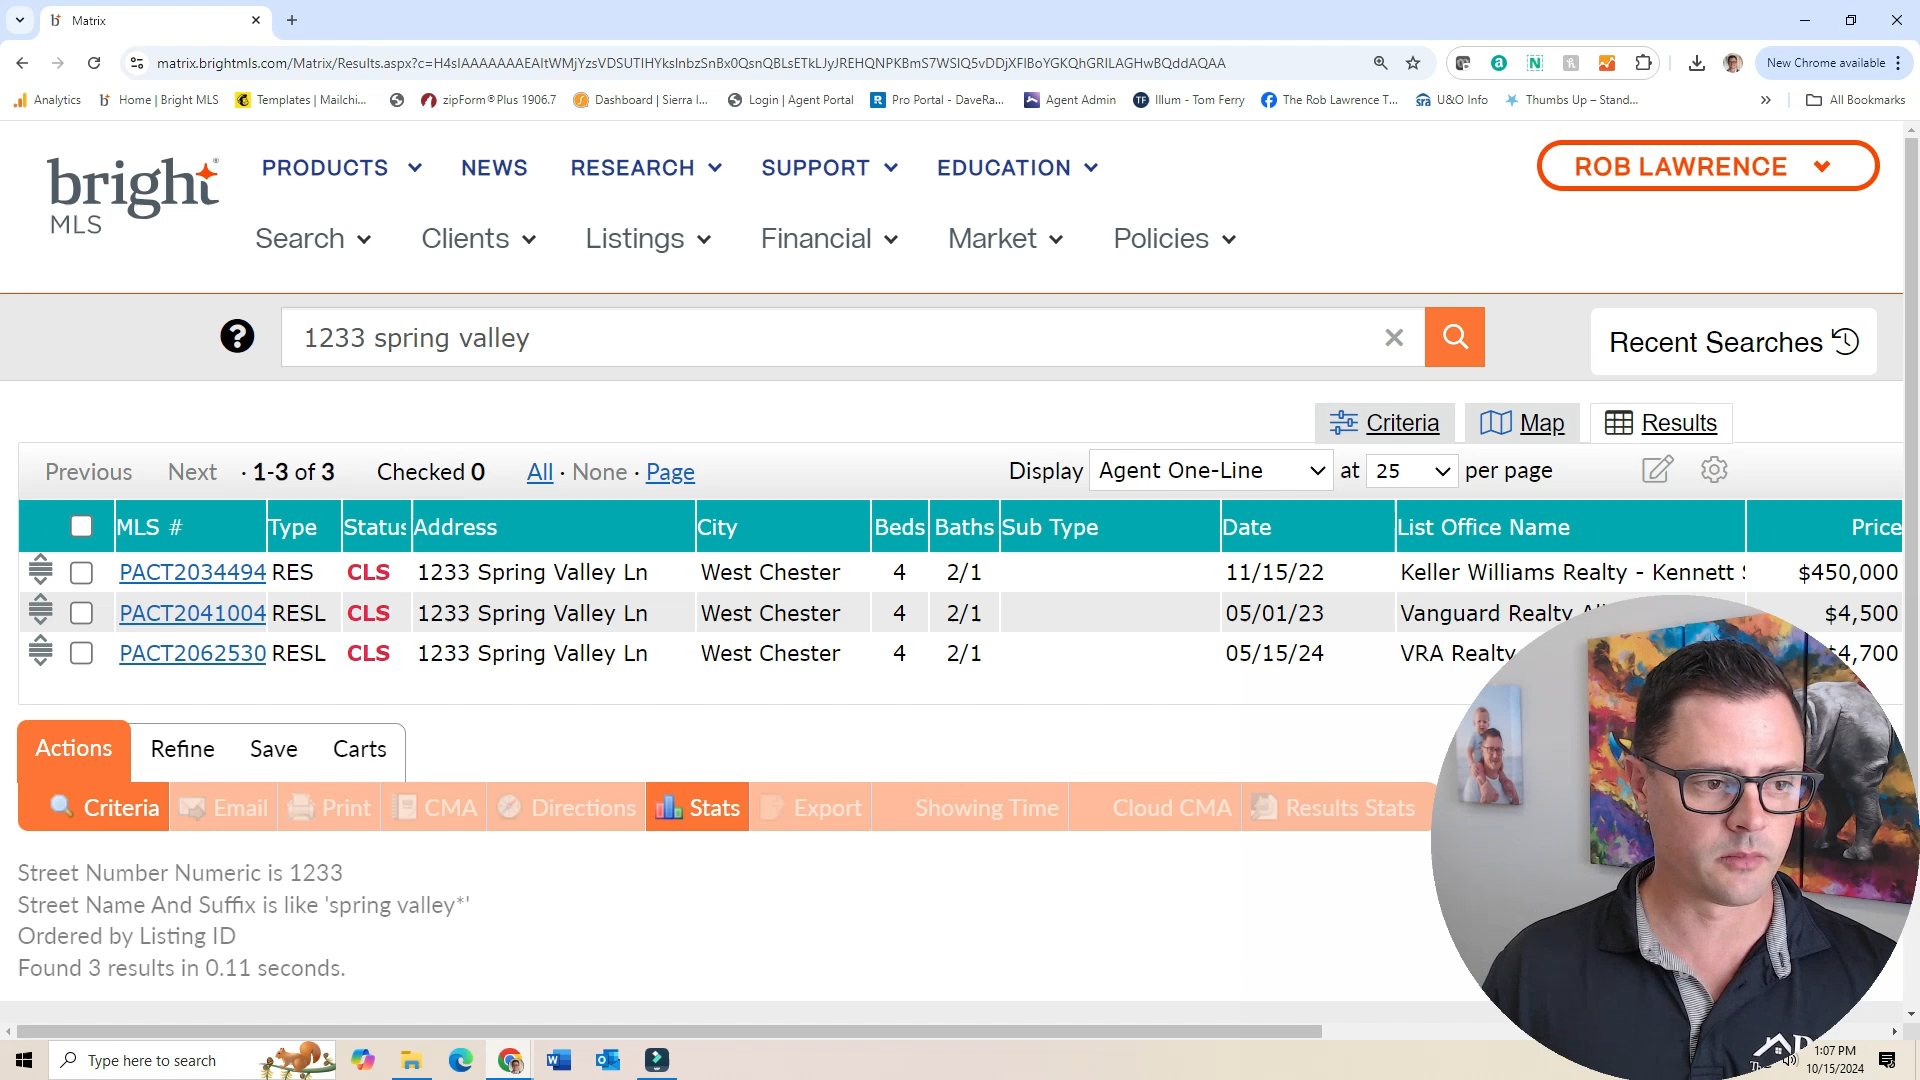 Matrix
matrix.brightmls.com/Matrix/Results.aspx?c=H4sIAAAAAAAEAItWMjYzsVDSUTIHYksInbzSnBx0QsnQBLsETkLJyJREHQNPKBmS7WSIQ5vDDjXFIBoYGKQhGRILAGHwBQddAQAA
New Chrome available
Analytics
Home | Bright MLS
Templates | Mailchi...
zipForm®Plus 1906.7
Dashboard | Sierra I...
Login | Agent Portal
Pro Portal - DaveRa...
Agent Admin
Illum - Tom Ferry
The Rob Lawrence T...
U&O Info
Thumbs Up – Stand...
All Bookmarks
bright
MLS
PRODUCTS
NEWS
RESEARCH
SUPPORT
EDUCATION
ROB LAWRENCE
Search
Clients
Listings
Financial
Market
Policies
1233 spring valley
Recent Searches
Criteria
Map
Results
Previous Next · 1-3 of 3 Checked 0 All · None · Page
Display Agent One-Line at 25 per page
MLS # Type Status Address City Beds Baths Sub Type Date List Office Name Price
PACT2034494 RES CLS 1233 Spring Valley Ln West Chester 4 2/1 11/15/22 Keller Williams Realty - Kennett $450,000
PACT2041004 RESL CLS 1233 Spring Valley Ln West Chester 4 2/1 05/01/23 Vanguard Realty $4,500
PACT2062530 RESL CLS 1233 Spring Valley Ln West Chester 4 2/1 05/15/24 VRA Realty 4,700
Actions Refine Save Carts
Criteria Email Print CMA Directions Stats Export Showing Time Cloud CMA Results Stats
Street Number Numeric is 1233
Street Name And Suffix is like 'spring valley*'
Ordered by Listing ID
Found 3 results in 0.11 seconds.
Type here to search
1:07 PM
10/15/2024